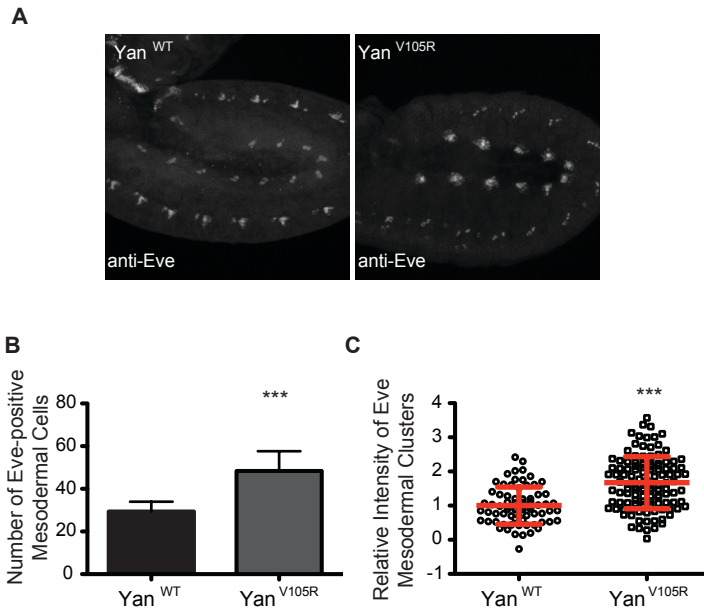 A
Yan WT
Yan V105R
anti-Eve
anti-Eve
B
Number of Eve-positive
Mesodermal Cells
80
60
40
20
0
***
Yan WT
Yan V105R
C
Relative Intensity of Eve
Mesodermal Clusters
4
3
2
1
0
-1
***
Yan WT
Yan V105R